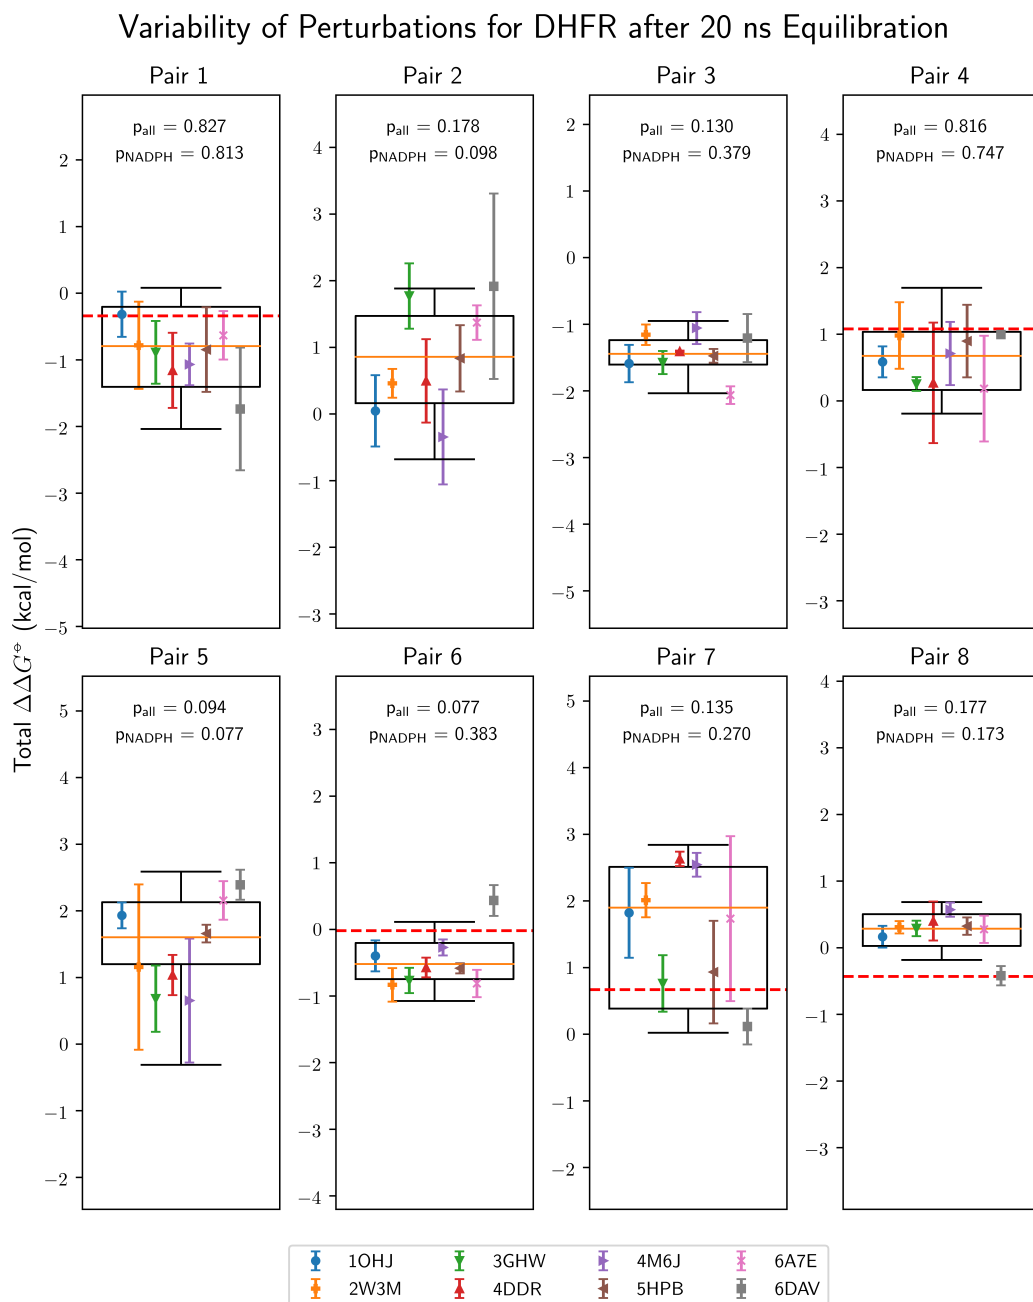 Variability of Perturbations for DHFR after 20 ns Equilibration
Total ΔΔG⦵ (kcal/mol)
Pair 1
p_all = 0.827
p_NADPH = 0.813
2
1
0
−1
−2
−3
−4
−5
Pair 2
p_all = 0.178
p_NADPH = 0.098
4
3
2
1
0
−1
−2
−3
Pair 3
p_all = 0.130
p_NADPH = 0.379
2
1
0
−1
−2
−3
−4
−5
Pair 4
p_all = 0.816
p_NADPH = 0.747
4
3
2
1
0
−1
−2
−3
Pair 5
p_all = 0.094
p_NADPH = 0.077
5
4
3
2
1
0
−1
−2
Pair 6
p_all = 0.077
p_NADPH = 0.383
3
2
1
0
−1
−2
−3
−4
Pair 7
p_all = 0.135
p_NADPH = 0.270
5
4
3
2
1
0
−1
−2
Pair 8
p_all = 0.177
p_NADPH = 0.173
4
3
2
1
0
−1
−2
−3
1OHJ 3GHW 4M6J 6A7E
2W3M 4DDR 5HPB 6DAV